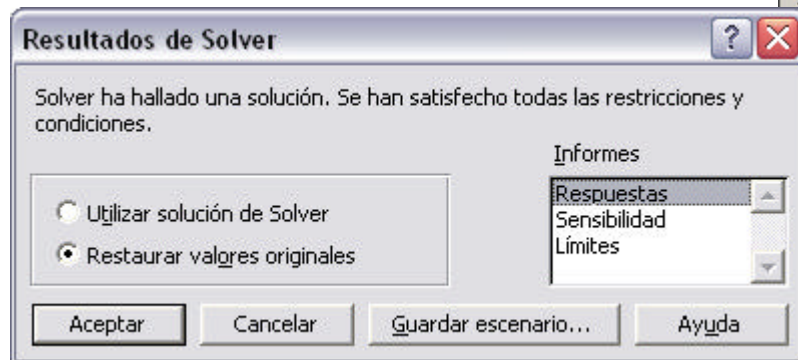 Resultados de Solver
Solver ha hallado una solución. Se han satisfecho todas las restricciones y
condiciones.
Informes
Respuestas
Sensibilidad
Límites
Utilizar solución de Solver
Restaurar valores originales
Aceptar
Cancelar
Guardar escenario...
Ayuda